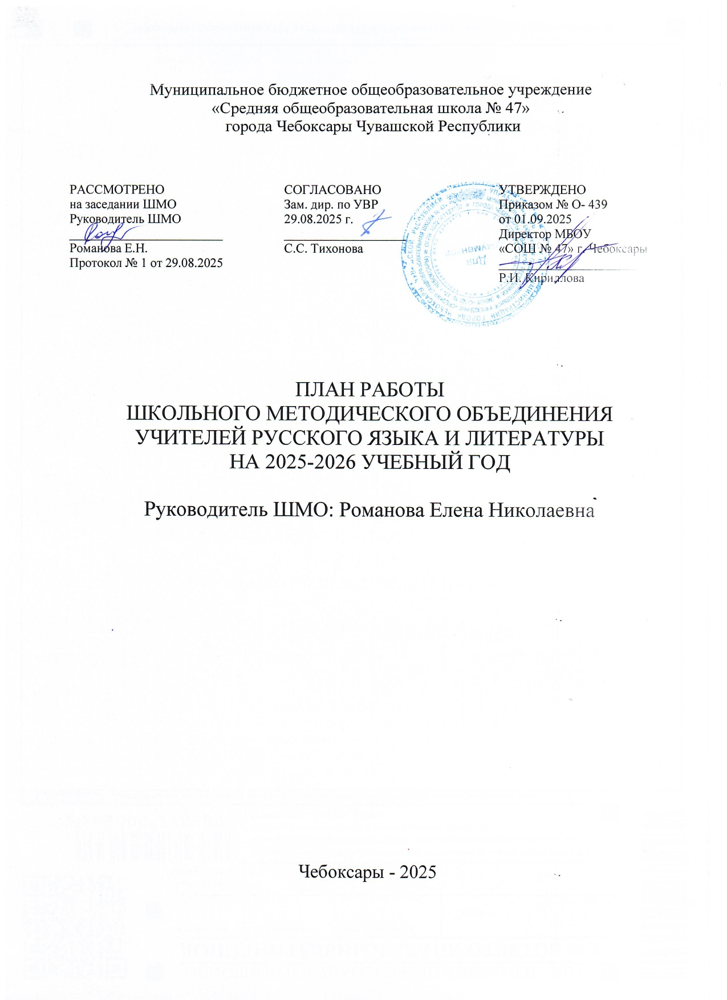 Муниципальное бюджетное общеобразовательное учреждение
«Средняя общеобразовательная школа № 47»
города Чебоксары Чувашской Республики
РАССМОТРЕНО
на заседании ШМО
Руководитель ШМО
Романова Е.Н.
Протокол № 1 от 29.08.2025
СОГЛАСОВАНО
Зам. дир. по УВР
29.08.2025 г.
С.С. Тихонова
УТВЕРЖДЕНО
Приказом № О- 439
от 01.09.2025
Директор МБОУ
«СОШ № 47» г. Чебоксары
Р.И. Кириллова
Для
документов
ПЛАН РАБОТЫ
ШКОЛЬНОГО МЕТОДИЧЕСКОГО ОБЪЕДИНЕНИЯ
УЧИТЕЛЕЙ РУССКОГО ЯЗЫКА И ЛИТЕРАТУРЫ
НА 2025-2026 УЧЕБНЫЙ ГОД
Руководитель ШМО: Романова Елена Николаевна
Чебоксары - 2025